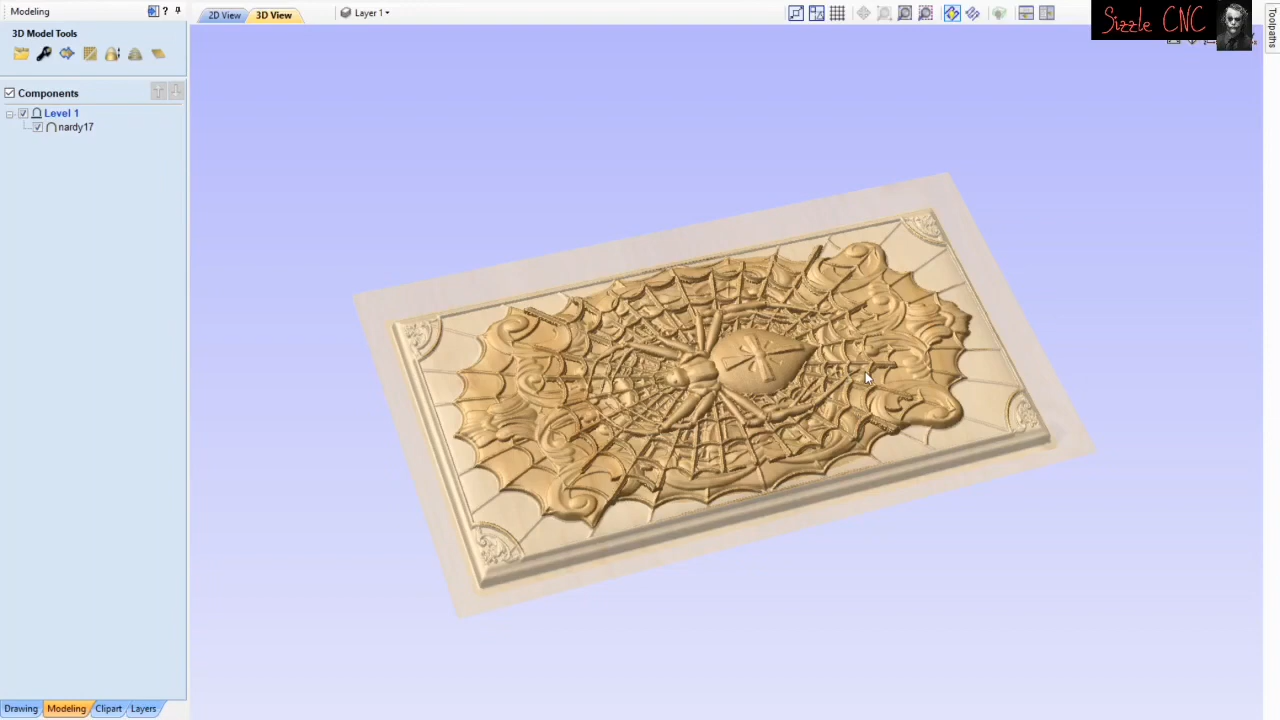 Modeling ?
2D View 3D View Layer 1
Sizzle CNC
Toolpaths
3D Model Tools
Components
Level 1
nardy17
Drawing Modeling Clipart Layers